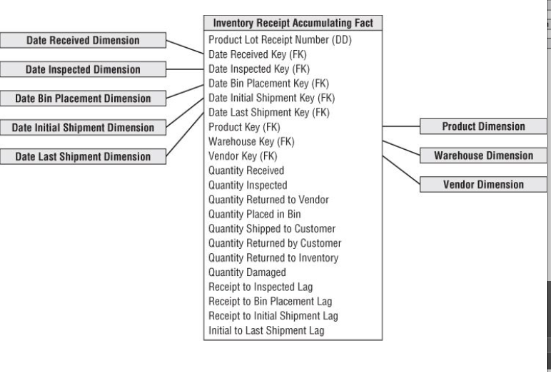 Inventory Receipt Accumulating Fact
Product Lot Receipt Number (DD)
Date Received Key (FK)
Date Inspected Key (FK)
Date Bin Placement Key (FK)
Date Initial Shipment Key (FK)
Date Last Shipment Key (FK)
Product Key (FK)
Warehouse Key (FK)
Vendor Key (FK)
Quantity Received
Quantity Inspected
Quantity Returned to Vendor
Quantity Placed in Bin
Quantity Shipped to Customer
Quantity Returned by Customer
Quantity Returned to Inventory
Quantity Damaged
Receipt to Inspected Lag
Receipt to Bin Placement Lag
Receipt to Initial Shipment Lag
Initial to Last Shipment Lag
Date Received Dimension
Date Inspected Dimension
Date Bin Placement Dimension
Date Initial Shipment Dimension
Date Last Shipment Dimension
Product Dimension
Warehouse Dimension
Vendor Dimension